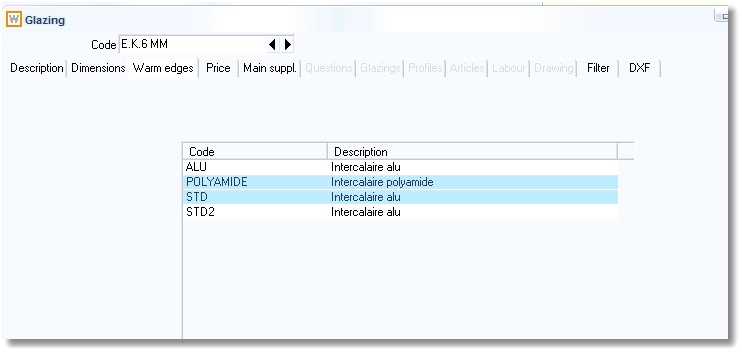 W Glazing
Code E.K.6 MM
Description Dimensions Warm edges Price Main suppl. Questions Glazings Profiles Articles Labour Drawing Filter DXF
Code Description
ALU Intercalaire alu
POLYAMIDE Intercalaire polyamide
STD Intercalaire alu
STD2 Intercalaire alu